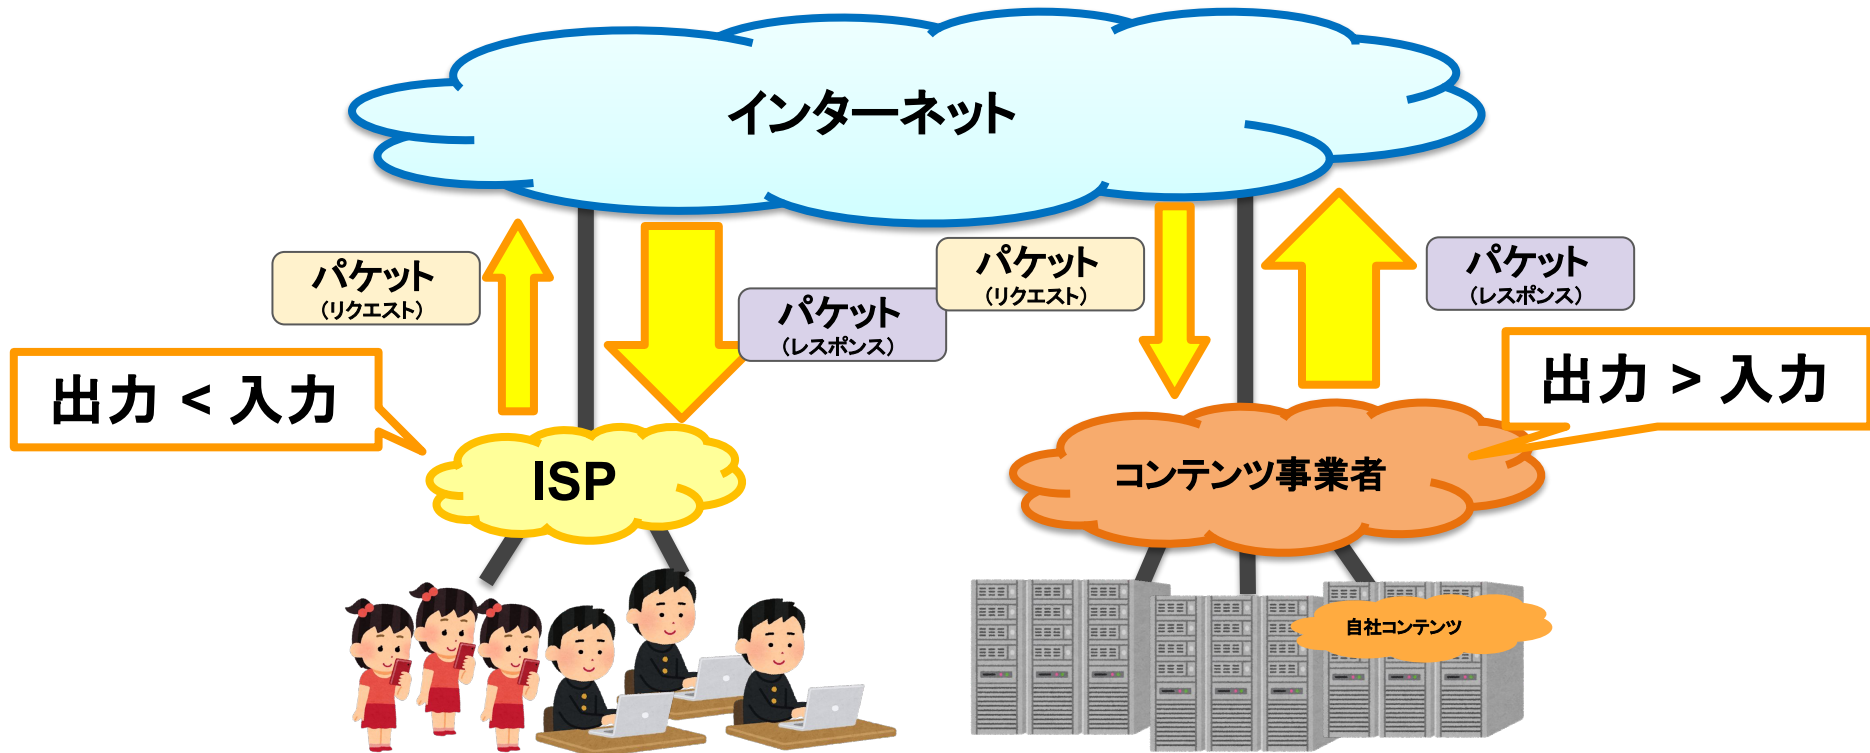 インターネット
パケット
(リクエスト)
パケット
(レスポンス)
パケット
(リクエスト)
パケット
(レスポンス)
出力 < 入力
出力 > 入力
ISP
コンテンツ事業者
自社コンテンツ